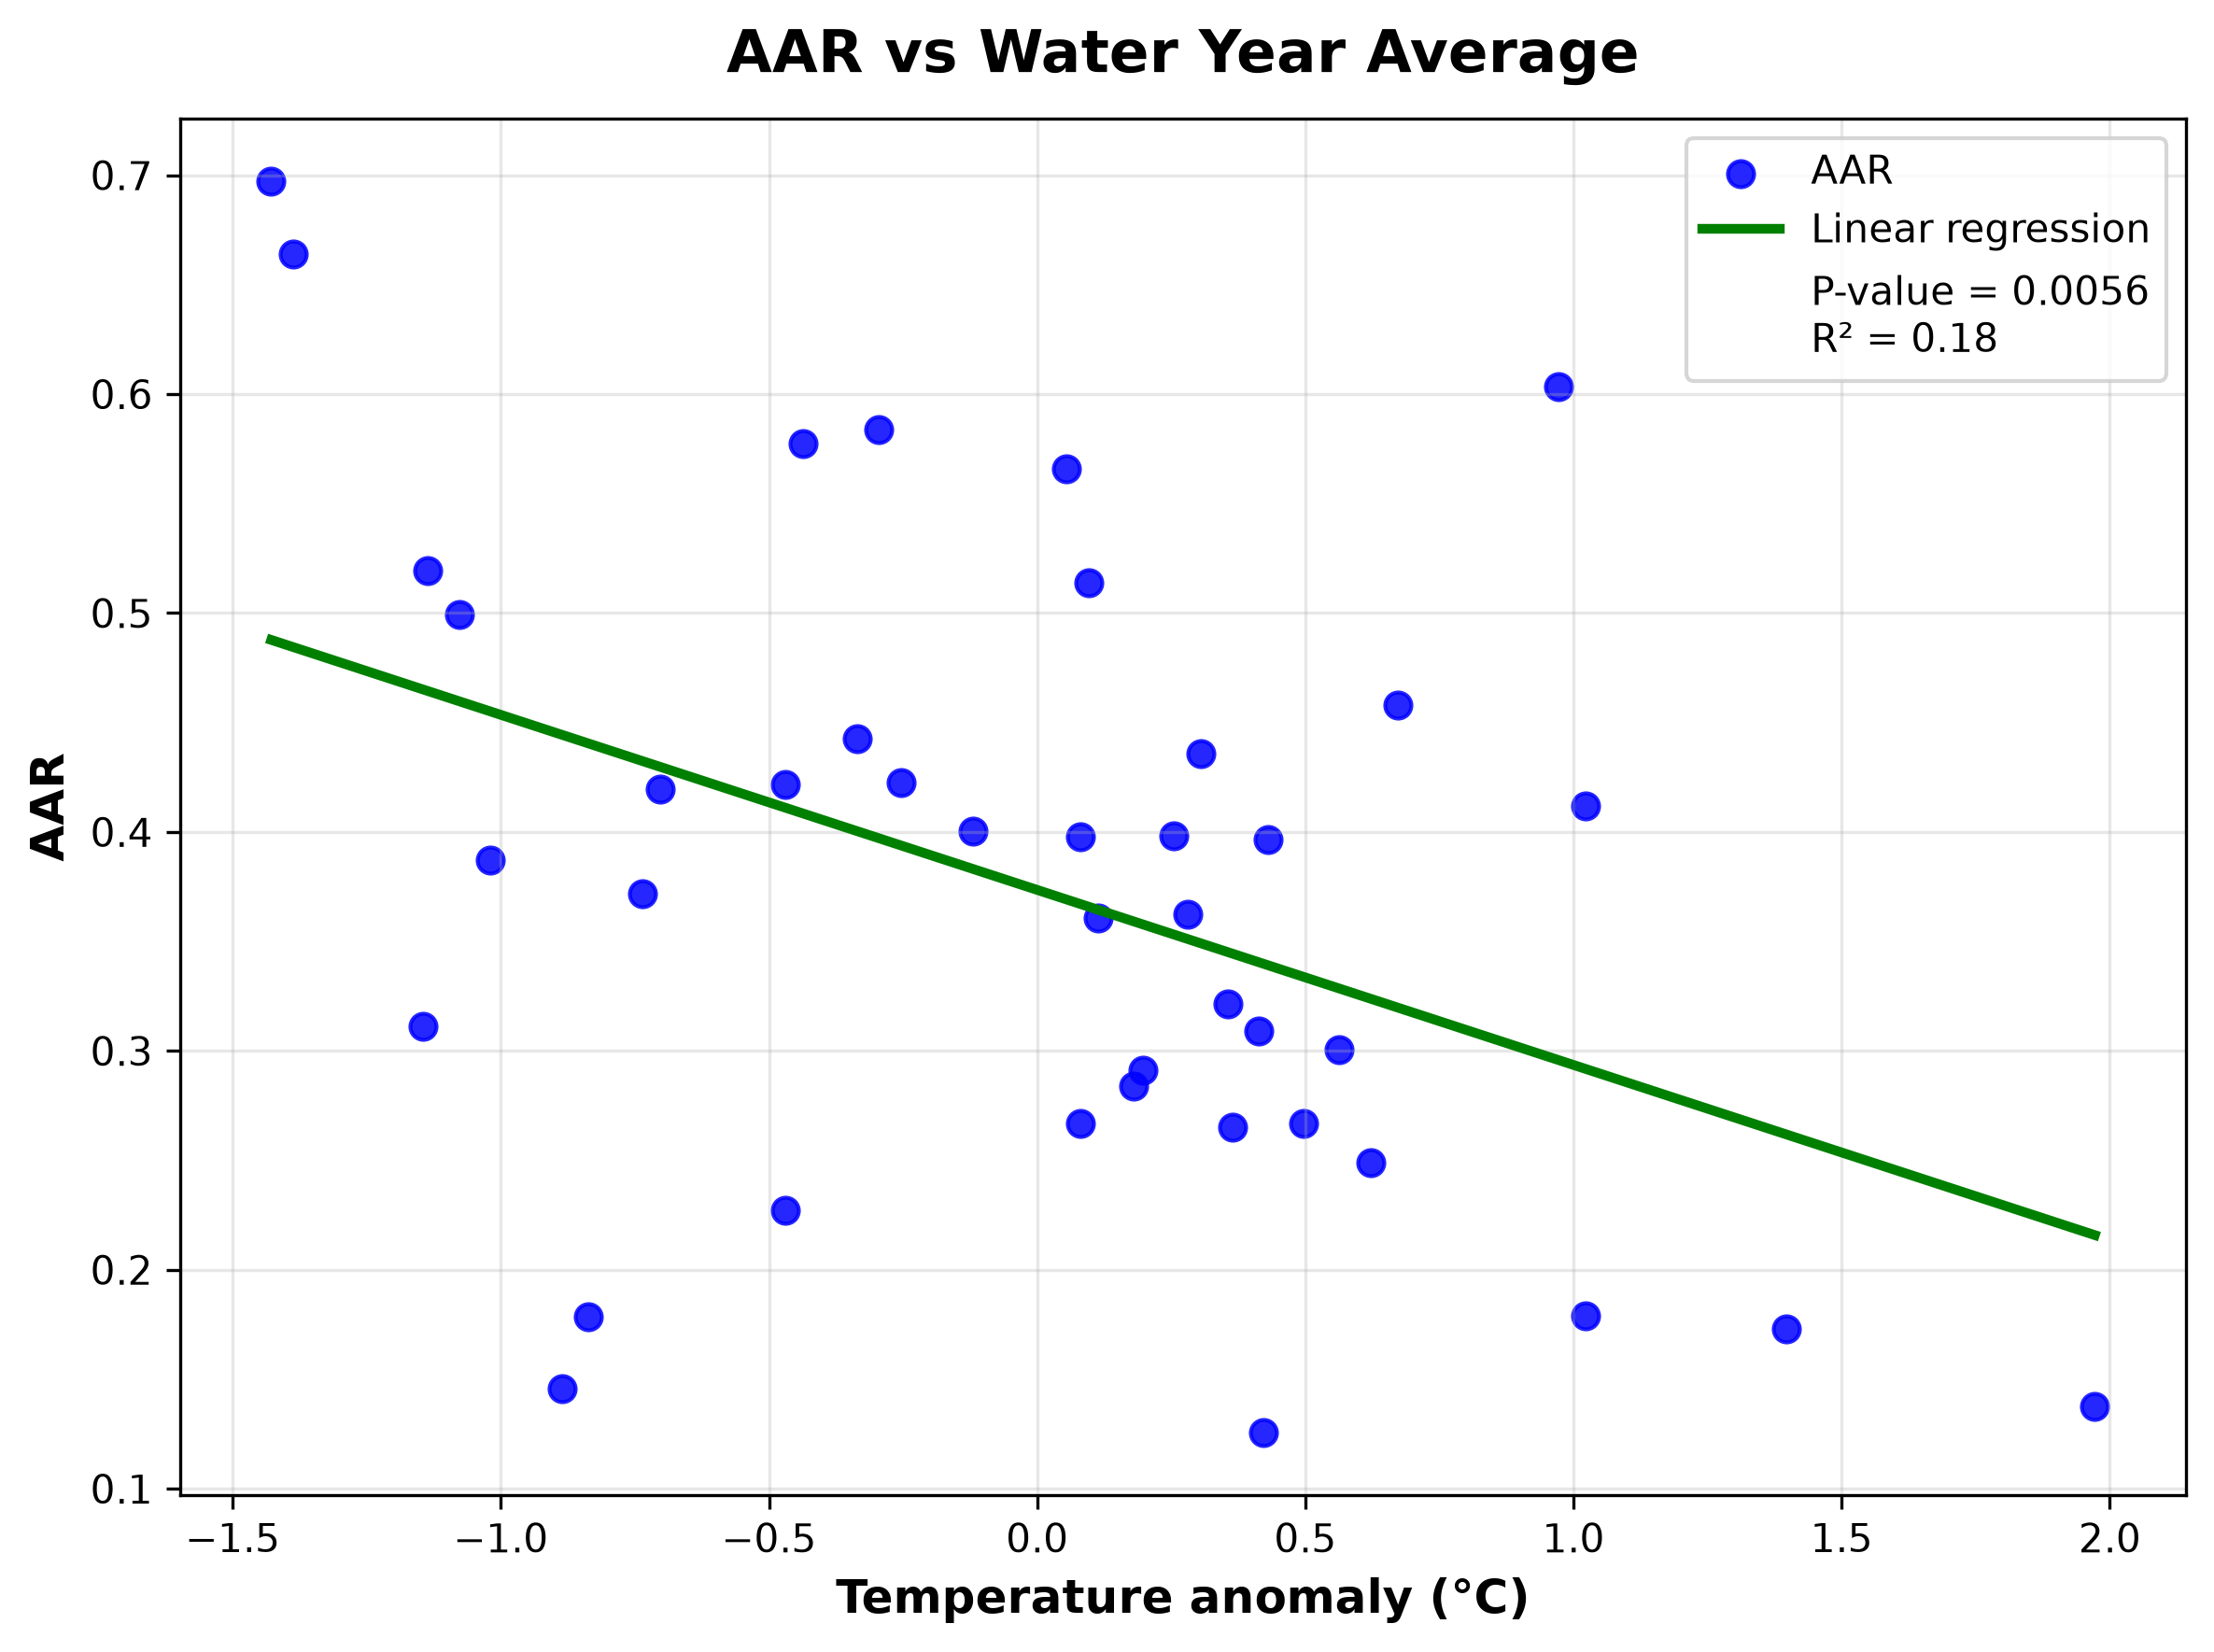 AAR vs Water Year Average
AAR
Linear regression
P-value = 0.0056
R² = 0.18
0.7
0.6
0.5
0.4
0.3
0.2
0.1
AAR
−1.5
−1.0
−0.5
0.0
0.5
1.0
1.5
2.0
Temperature anomaly (°C)